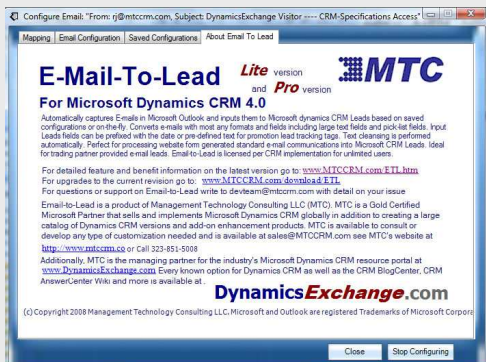 Configure Email: "From: rj@mtccrm.com, Subject: DynamicsExchange Visitor ---- CRM-Specifications Access"
Mapping Email Configuration Saved Configurations About Email To Lead
E-Mail-To-Lead Lite version and Pro version MTC
For Microsoft Dynamics CRM 4.0
Automatically captures E-mails in Microsoft Outlook and inputs them to Microsoft dynamics CRM Leads based on saved
configurations or on-the-fly. Converts e-mails with most any formats and fields including large text fields and pick-list fields. Input
Leads fields can be prefixed with the date or pre-defined text for promotion lead tracking tags. Text cleansing is performed
automatically. Perfect for processing website form generated standard e-mail communications into Microsoft CRM Leads. Ideal
for trading partner provided e-mail leads. Email-to-Lead is licensed per CRM implementation for unlimited users.
For detailed feature and benefit information on the latest version go to: www.MTCCRM.com/ETL.htm
For upgrades to the current revision go to: www.MTCCRM.com/download/ETL
For questions or support on Email-to-Lead write to devteam@mtccrm.com with detail on your issue
Email-to-Lead is a product of Management Technology Consulting LLC (MTC). MTC is a Gold Certified
Microsoft Partner that sells and implements Microsoft Dynamics CRM globally in addition to creating a large
catalog of Dynamics CRM versions and add-on enhancement products. MTC is available to consult or
develop any type of customization needed and is available at sales@MTCCRM.com see MTC's website at
http://www.mtccrm.co or Call 323-851-5008
Additionally, MTC is the managing partner for the industry's Microsoft Dynamics CRM resource portal at
www.DynamicsExchange.com Every known option for Dynamics CRM as well as the CRM BlogCenter, CRM
AnswerCenter Wiki and more is available at .
DynamicsExchange.com
(c) Copyright 2008 Management Technology Consulting LLC, Microsoft and Outlook are registered Trademarks of Microsoft Corpora
Close Stop Configuring